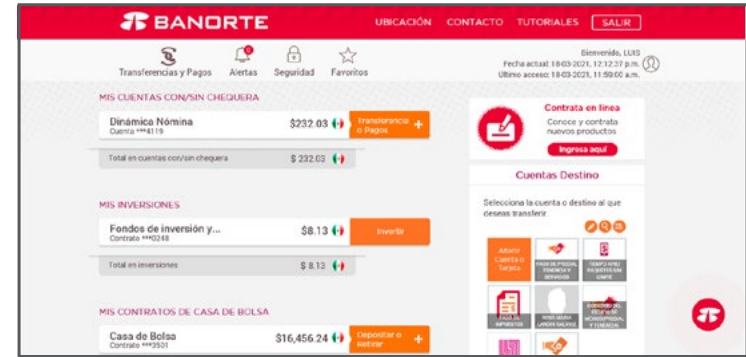 BANORTE
UBICACIÓN CONTACTO TUTORIALES SALIR
Transferencias y Pagos Alertas Seguridad Favoritos
Bienvenido, LUIS
Fecha actual: 18-03-2021, 12:12:37 p.m.
Último acceso: 18-03-2021, 11:59:00 a.m.
MIS CUENTAS CON/SIN CHEQUERA
Dinámica Nómina
Cuenta ***4119
$232.03
Transferencia
o Pagos +
Total en cuentas con/sin chequera $ 232.03
MIS INVERSIONES
Fondos de inversión y...
Contrato ***0248
$8.13
Invertir
Total en inversiones $ 8.13
MIS CONTRATOS DE CASA DE BOLSA
Casa de Bolsa
Contrato ***3501
$16,456.24
Depositar o
Retirar +
Contrata en línea
Conoce y contrata
nuevos productos
Ingresa aquí
Cuentas Destino
Selecciona la cuenta o destino al que
deseas transferir
Añadir
Cuenta o
Tarjeta
PAGO DE
IMPUESTOS